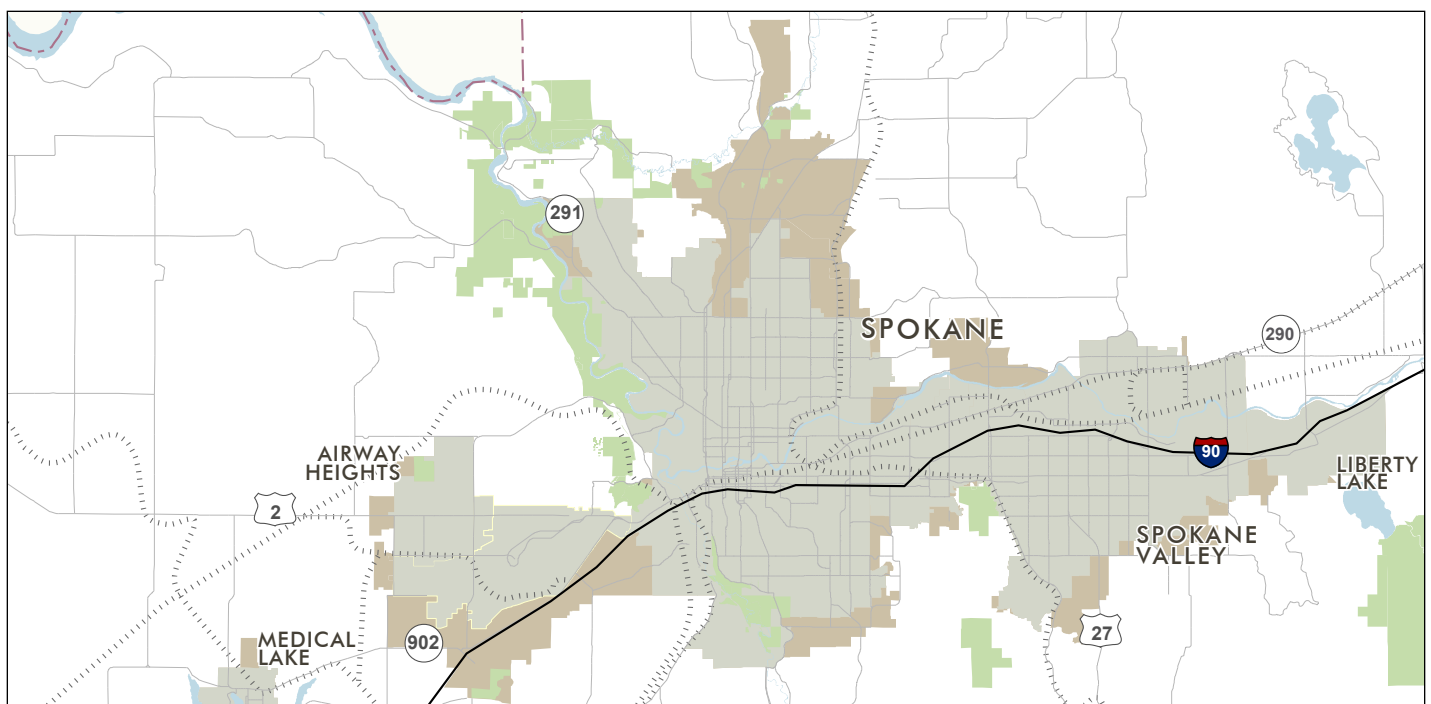 291
SPOKANE
290
AIRWAY
HEIGHTS
90
LIBERTY
LAKE
2
SPOKANE
VALLEY
27
MEDICAL
LAKE
902